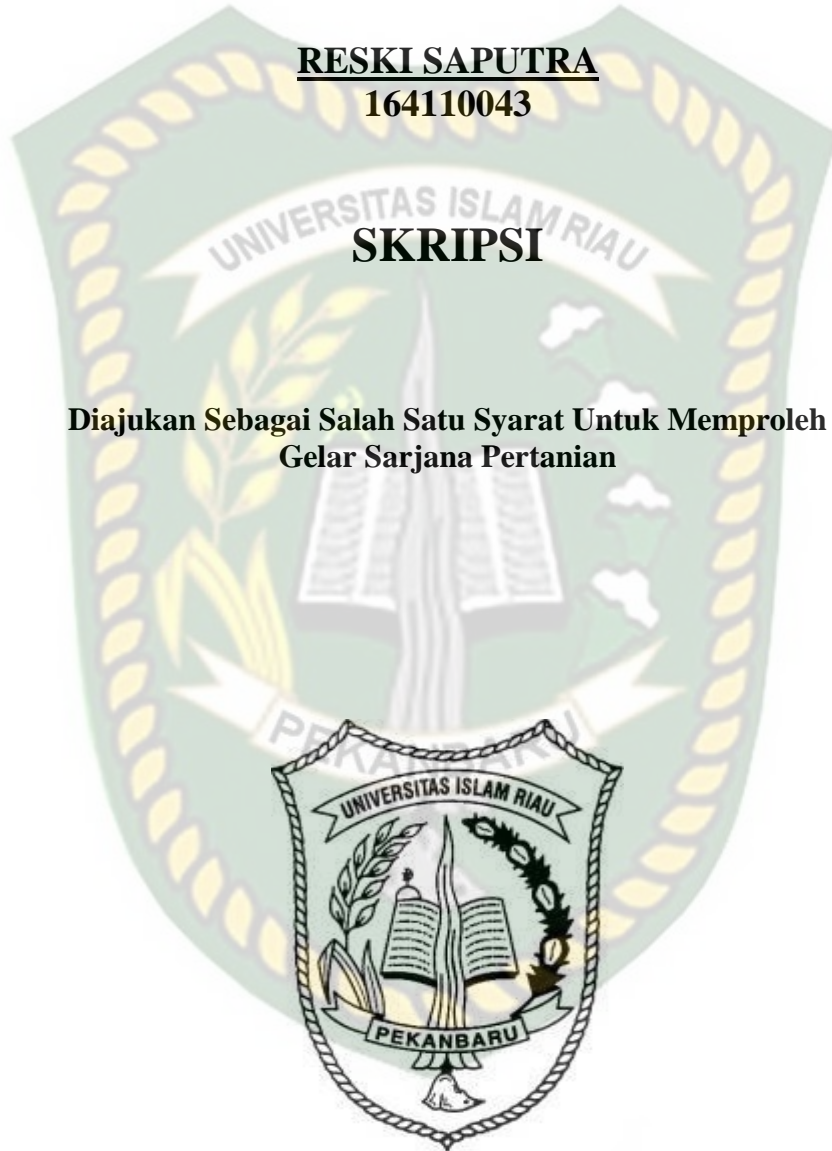 RESKI SAPUTRA
164110043
UNIVERSITAS ISLAM RIAU
SKRIPSI
Diajukan Sebagai Salah Satu Syarat Untuk Memproleh
Gelar Sarjana Pertanian
PEKANBARU
UNIVERSITAS ISLAM RIAU
PEKANBARU